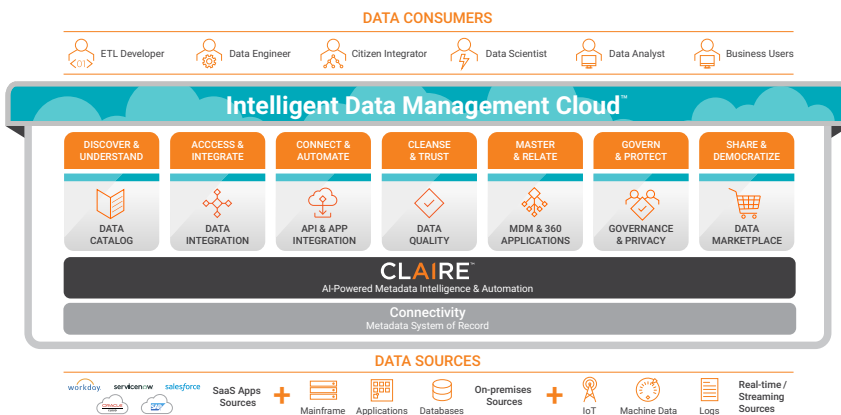 DATA CONSUMERS
<01>
ETL Developer
Data Engineer
Citizen Integrator
Data Scientist
Data Analyst
Business Users
Intelligent Data Management Cloud™
DISCOVER &
UNDERSTAND
ACCCESS &
INTEGRATE
CONNECT &
AUTOMATE
CLEANSE
& TRUST
MASTER
& RELATE
GOVERN
& PROTECT
SHARE &
DEMOCRATIZE
DATA
CATALOG
DATA
INTEGRATION
API & APP
INTEGRATION
DATA
QUALITY
MDM & 360
APPLICATIONS
GOVERNANCE
& PRIVACY
DATA
MARKETPLACE
CLAIRE™
AI-Powered Metadata Intelligence & Automation
Connectivity
Metadata System of Record
DATA SOURCES
workday.
servicenow
salesforce
ORACLE
SAP
SaaS Apps
Sources
+
Mainframe
Applications
Databases
On-premises
Sources
+
IoT
Machine Data
Logs
Real-time /
Streaming
Sources